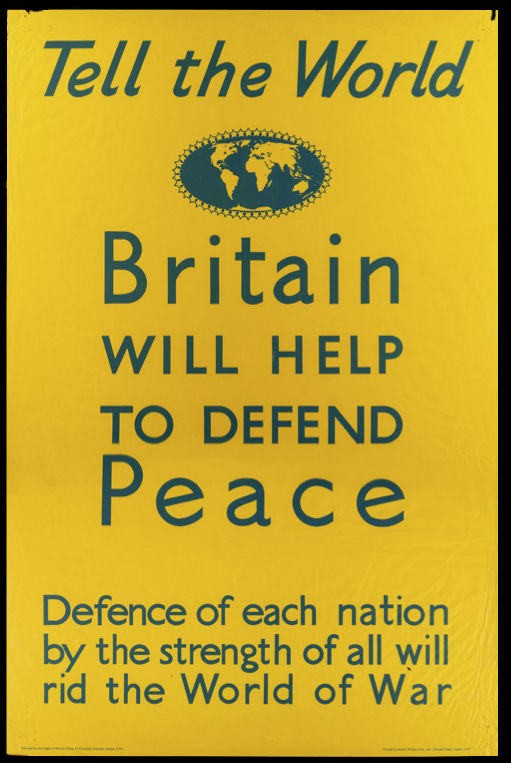 Tell the World
Britain
WILL HELP
TO DEFEND
Peace
Defence of each nation
by the strength of all will
rid the World of War